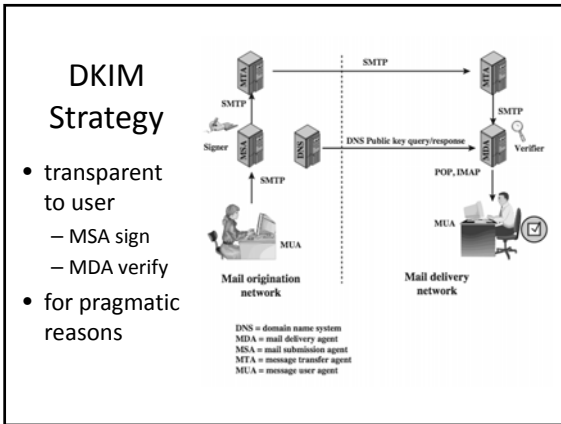 DKIM
Strategy
• transparent
to user
– MSA sign
– MDA verify
• for pragmatic
reasons
MTA
SMTP
MTA
SMTP
SMTP
Signer
MSA
DNS
DNS Public key query/response
MDA
Verifier
SMTP
POP, IMAP
MUA
MUA
Mail origination
network
Mail delivery
network
DNS = domain name system
MDA = mail delivery agent
MSA = mail submission agent
MTA = message transfer agent
MUA = message user agent